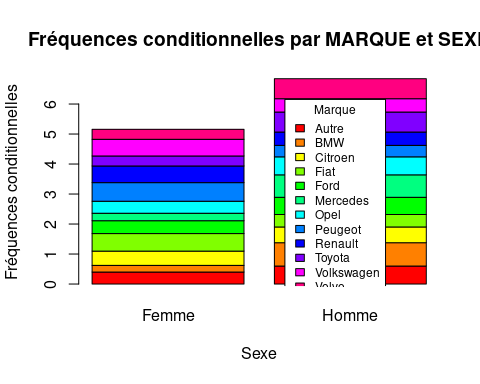 Fréquences conditionnelles par MARQUE et SEXE
Fréquences conditionnelles
6
5
4
3
2
1
0
Marque
Autre
BMW
Citroen
Fiat
Ford
Mercedes
Opel
Peugeot
Renault
Toyota
Volkswagen
Volvo
Femme
Homme
Sexe